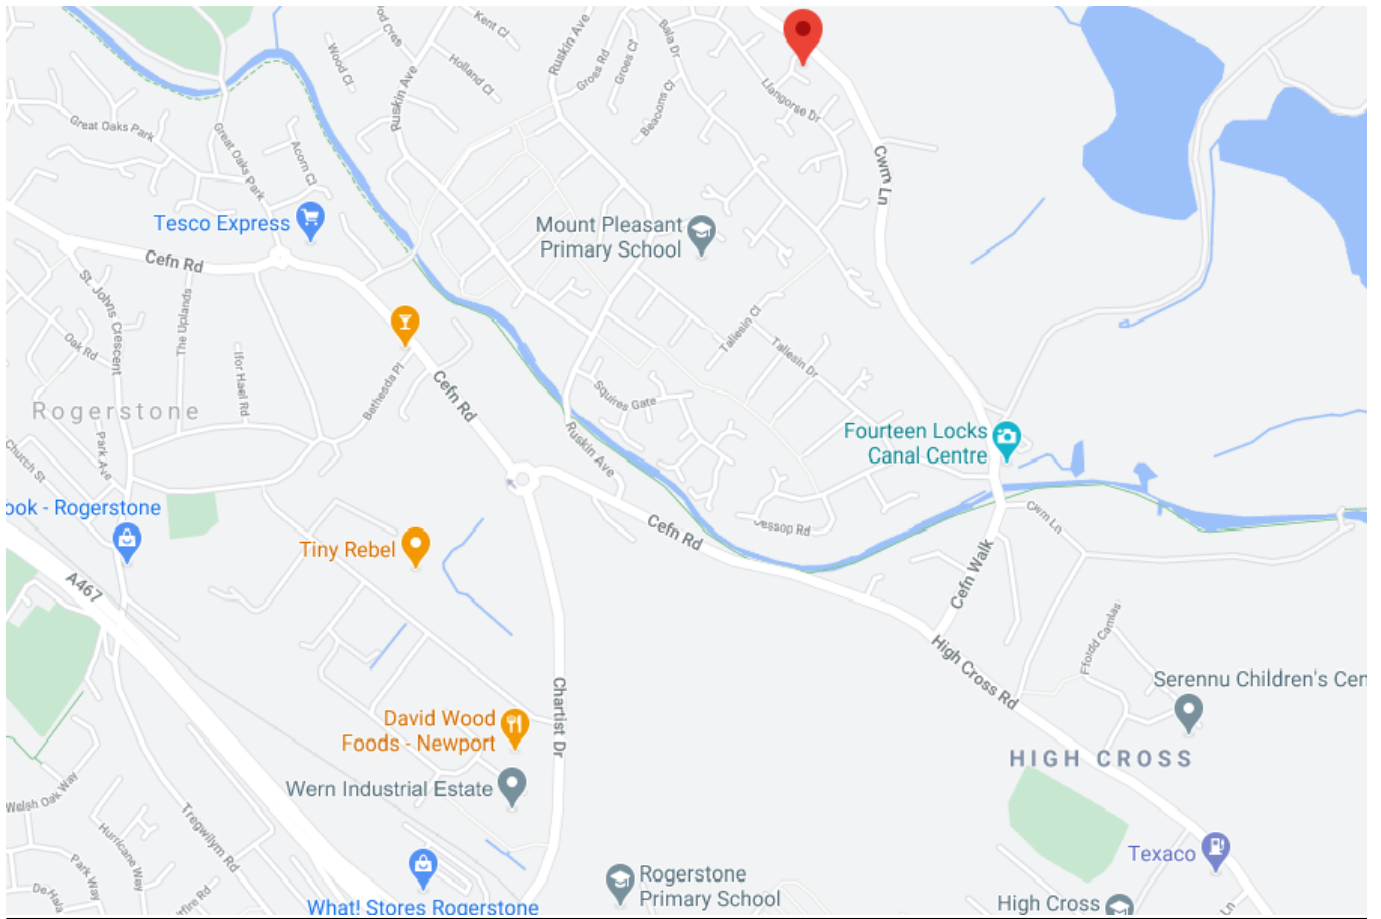 Kent Cl
Wood Cl
Holland Cl
Ruskin Ave
Ruskin Ave
Groes Rd
Groes Cl
Bala Dr
Beacons Cl
Llangorse Dr
Cwm Ln
Great Oaks Park
Great Oaks Park
Acorn Cl
Tesco Express
Mount Pleasant
Primary School
Cefn Rd
St. Johns Crescent
The Uplands
Oak Rd
Ifor Hael Rd
Bethesda Pl
Cefn Rd
Taliesin Cl
Taliesin Dr
Squires Gate
Rogerstone
Church St
Park Ave
Ruskin Ave
Fourteen Locks
Canal Centre
ook - Rogerstone
Tiny Rebel
Cefn Rd
Jessop Rd
Cwm Ln
Cefn Walk
A467
High Cross Rd
Ffoldd Camlas
Serennu Children's Cen
Chartist Dr
David Wood
Foods - Newport
HIGH CROSS
Wern Industrial Estate
Welsh Oak Way
Hurricane Way
Tregwilym Rd
Park Way
Texaco
Rogerstone
Primary School
What! Stores Rogerstone
High Cross
Ln